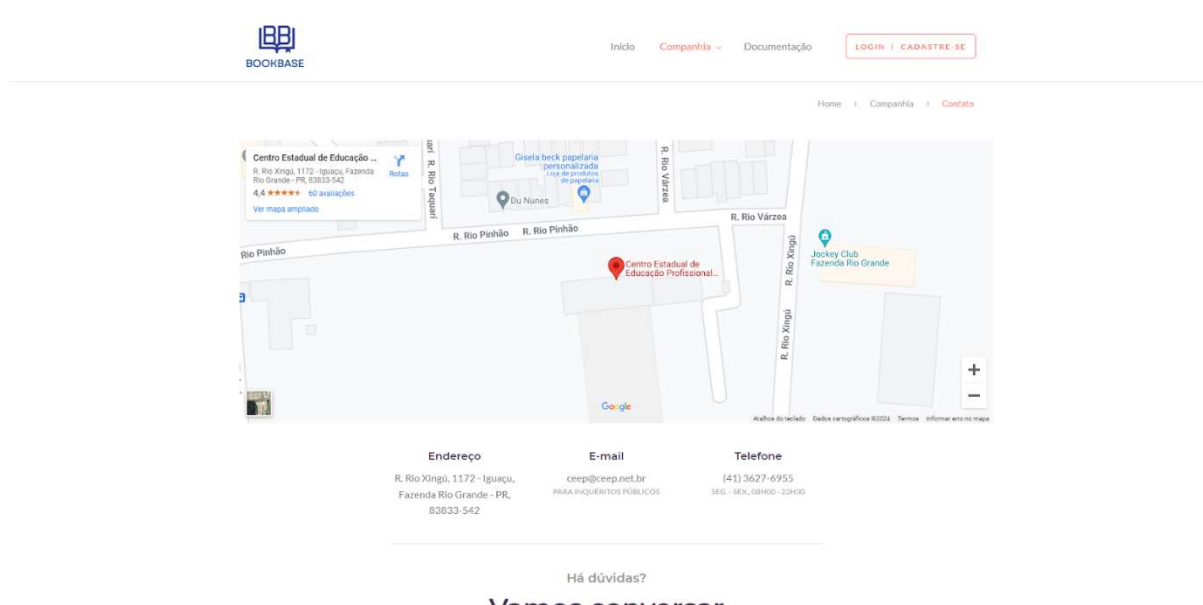 BOOKBASE
Início Companhia Documentação LOGIN | CADASTRE-SE
Home Companhia Contato
Centro Estadual de Educação ...
R. Rio Xingú, 1172 - Iguaçu, Fazenda
Rio Grande - PR, 83833-542
Rotas
4,4 ★★★★★ 60 avaliações
Ver mapa ampliado
R. Rio Taquari
Gisela beck papelaria
personalizada
Loja de produtos
de papelaria
Du Nunes
R. Rio Várzea
R. Rio Várzea
R. Rio Pinhão R. Rio Pinhão
Rio Pinhão
Centro Estadual de
Educação Profissional...
R. Rio Xingú
Jockey Club
Fazenda Rio Grande
R. Rio Xingú
Google
Atalhos do teclado Dados cartográficos ©2024 Termos Informar erro no mapa
Endereço
R. Rio Xingú, 1172 - Iguaçu,
Fazenda Rio Grande - PR,
83833-542
E-mail
ceep@ceep.net.br
PARA INQUÉRITOS PÚBLICOS
Telefone
(41) 3627-6955
SEG. - SEX., 08H00 - 22H30
Há dúvidas?
Vamos conversar